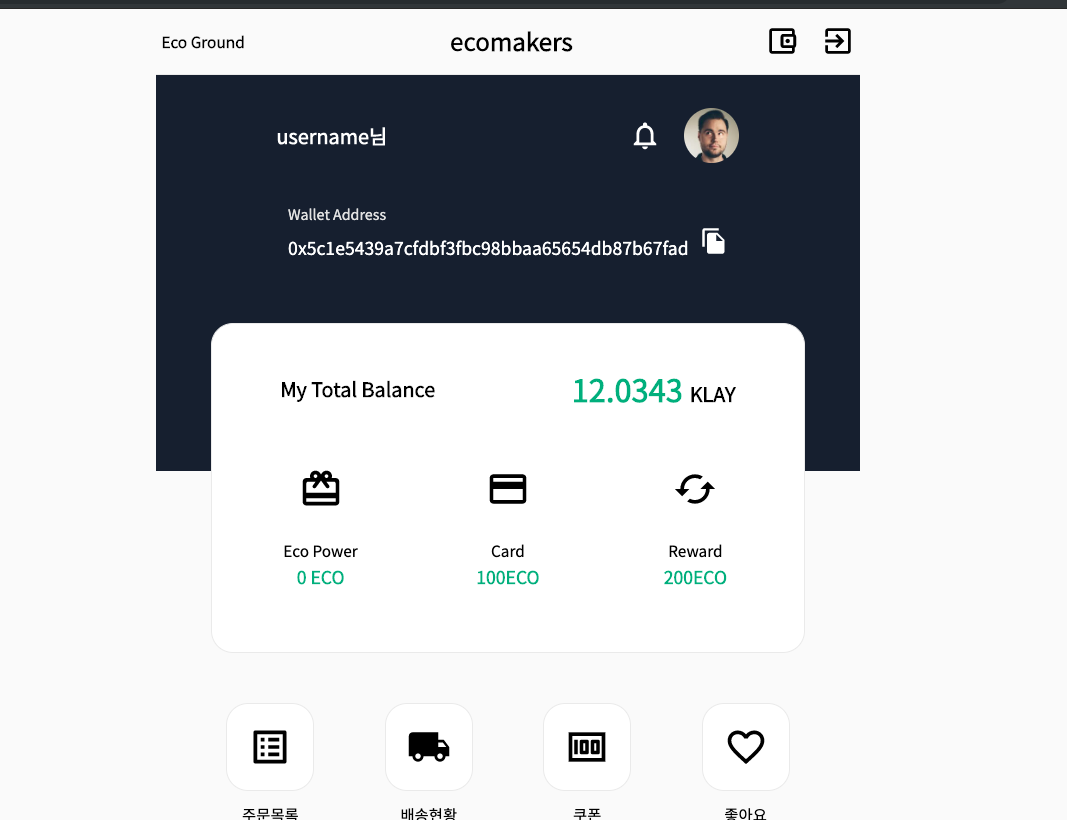 Eco Ground
ecomakers
username님
Wallet Address
0x5c1e5439a7cfdbf3fbc98bbaa65654db87b67fad
My Total Balance
12.0343 KLAY
Eco Power
Card
Reward
0 ECO
100ECO
200ECO
100
주문목록
배송현황
쿠폰
좋아요